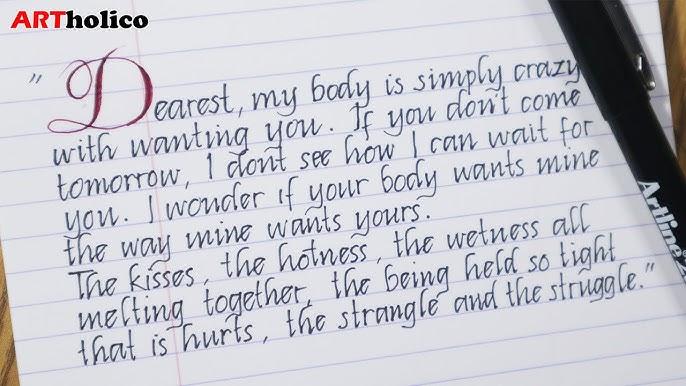 ARTholico
"Dearest, my body is simply crazy
with wanting you. If you don't come
tomorrow, I don't see how I can wait for
you. I wonder if your body wants mine
the way mine wants yours.
The kisses, the hotness, the wetness all
melting together, the being held so tight
that is hurts, the strangle and the struggle."
Artline